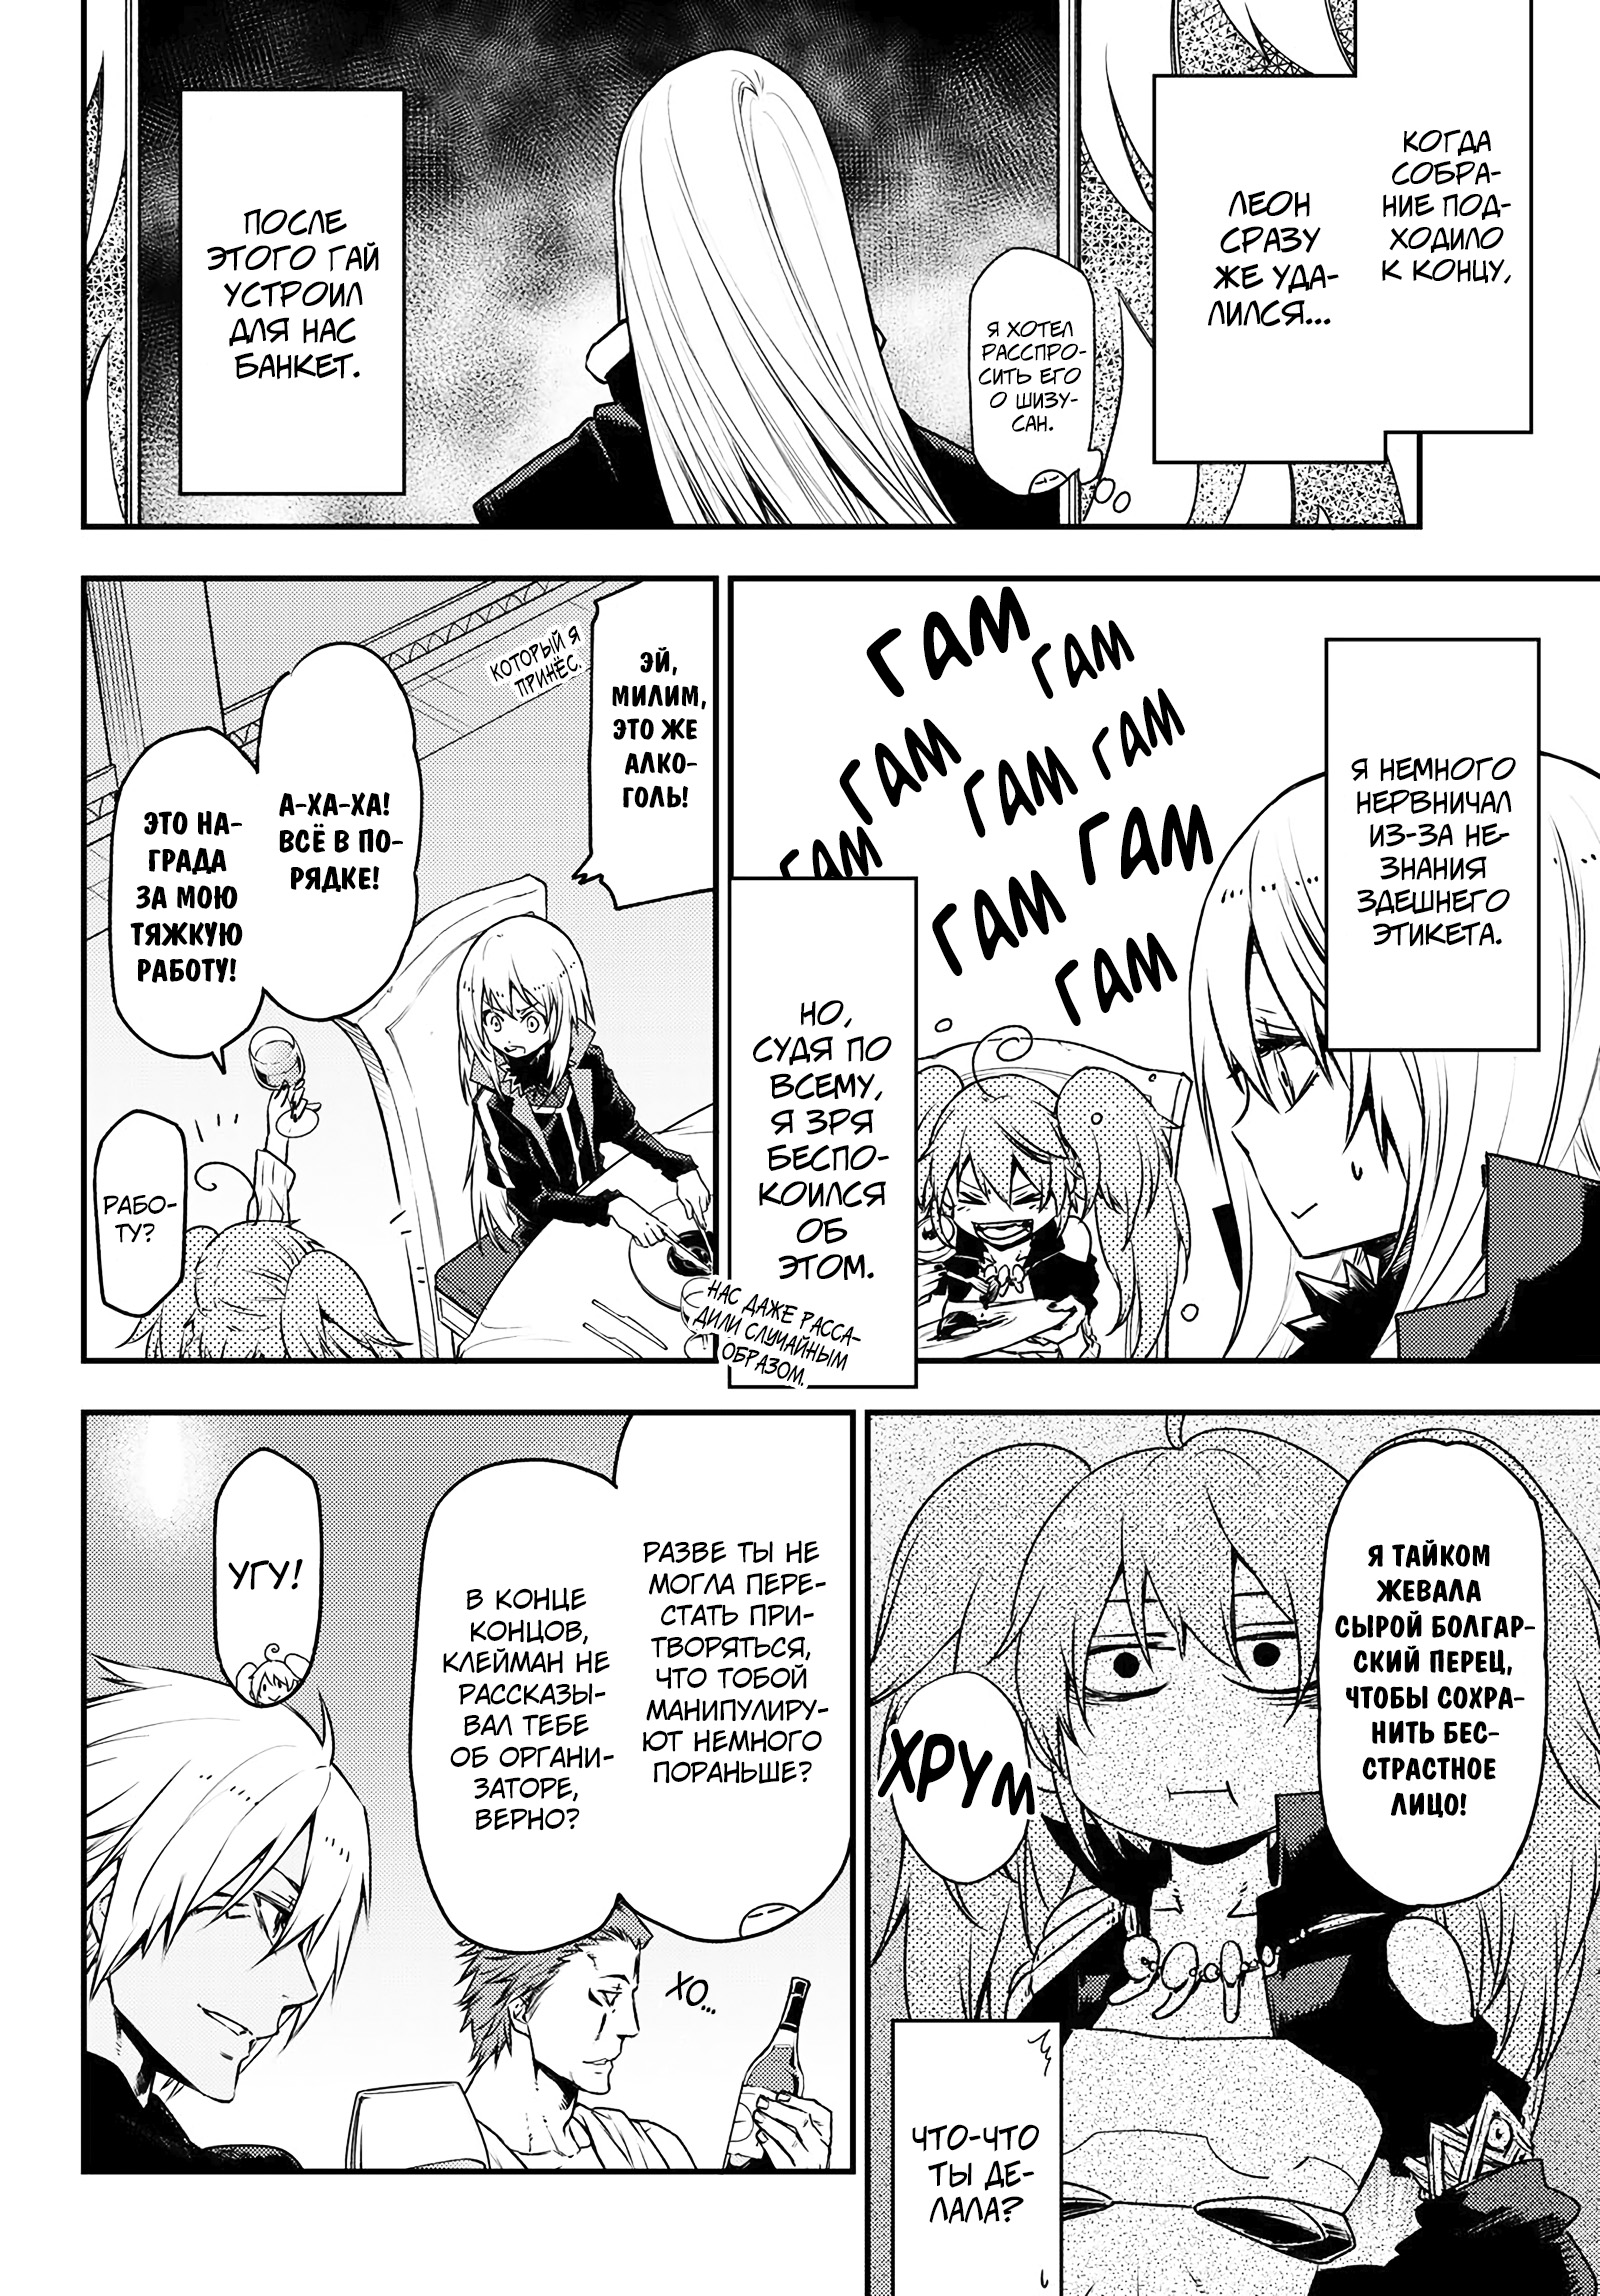 КОГДА
СОБРА-
НИЕ ПОД-
ХОДИЛО
К КОНЦУ,
ЛЕОН
СРАЗУ
ЖЕ УДА-
ЛИЛСЯ...
Я ХОТЕЛ
РАССПРО-
СИТЬ ЕГО
О ШИЗУ-
САН.
ПОСЛЕ
ЭТОГО ГАЙ
УСТРОИЛ
ДЛЯ НАС
БАНКЕТ.
Я НЕМНОГО
НЕРВНИЧАЛ
ИЗ-ЗА НЕ-
ЗНАНИЯ
ЗДЕШНЕГО
ЭТИКЕТА.
ГАМ
ГАМ
ГАМ
ГАМ
ГАМ
ГАМ
ГАМ
ГАМ
ГАМ
НО,
СУДЯ ПО
ВСЕМУ,
Я ЗРЯ
БЕСПО-
КОИЛСЯ
ОБ
ЭТОМ.
НАС ДАЖЕ РАССА-
ДИЛИ СЛУЧАЙНЫМ
ОБРАЗОМ.
ЭЙ,
МИЛИМ,
ЭТО ЖЕ
АЛКО-
ГОЛЬ!
КОТОРЫЙ Я
ПРИНЁС.
А-ХА-ХА!
ВСЁ В ПО-
РЯДКЕ!
ЭТО НА-
ГРАДА
ЗА МОЮ
ТЯЖКУЮ
РАБОТУ!
РАБО-
ТУ?
Я ТАЙКОМ
ЖЕВАЛА
СЫРОЙ БОЛГАР-
СКИЙ ПЕРЕЦ,
ЧТОБЫ СОХРА-
НИТЬ БЕС-
СТРАСТНОЕ
ЛИЦО!
ХРУМ
ЧТО-ЧТО
ТЫ ДЕ-
ЛАЛА?
РАЗВЕ ТЫ НЕ
МОГЛА ПЕРЕ-
СТАТЬ ПРИ-
ТВОРЯТЬСЯ,
ЧТО ТОБОЙ
МАНИПУЛИРУ-
ЮТ НЕМНОГО
ПОРАНЬШЕ?
В КОНЦЕ
КОНЦОВ,
КЛЕЙМАН НЕ
РАССКАЗЫ-
ВАЛ ТЕБЕ
ОБ ОРГАНИ-
ЗАТОРЕ,
ВЕРНО?
ХО...
УГУ!